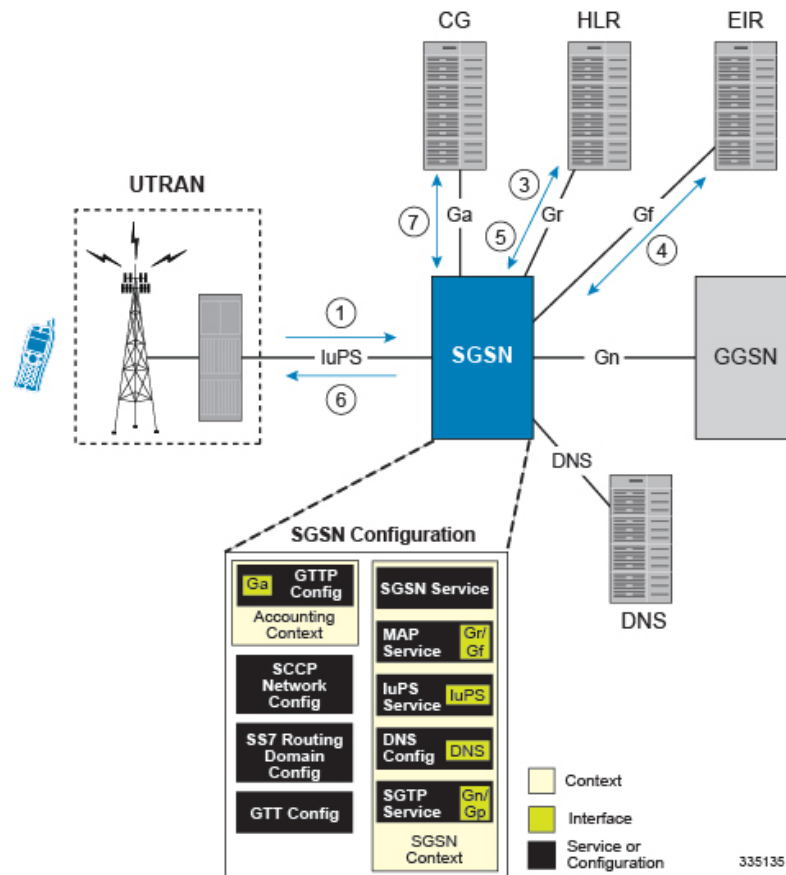 CG
HLR
EIR
UTRAN
3
7
Ga
5
Gr
Gf
4
1
IuPS
6
SGSN
Gn
GGSN
DNS
DNS
SGSN Configuration
Ga
GTTP
Config
Accounting
Context
SCCP
Network
Config
SS7 Routing
Domain
Config
GTT Config
SGSN Service
MAP
Service
Gr/
Gf
IuPS
Service
IuPS
DNS
Config
DNS
SGTP
Service
Gn/
Gp
SGSN
Context
Context
Interface
Service or
Configuration
335135